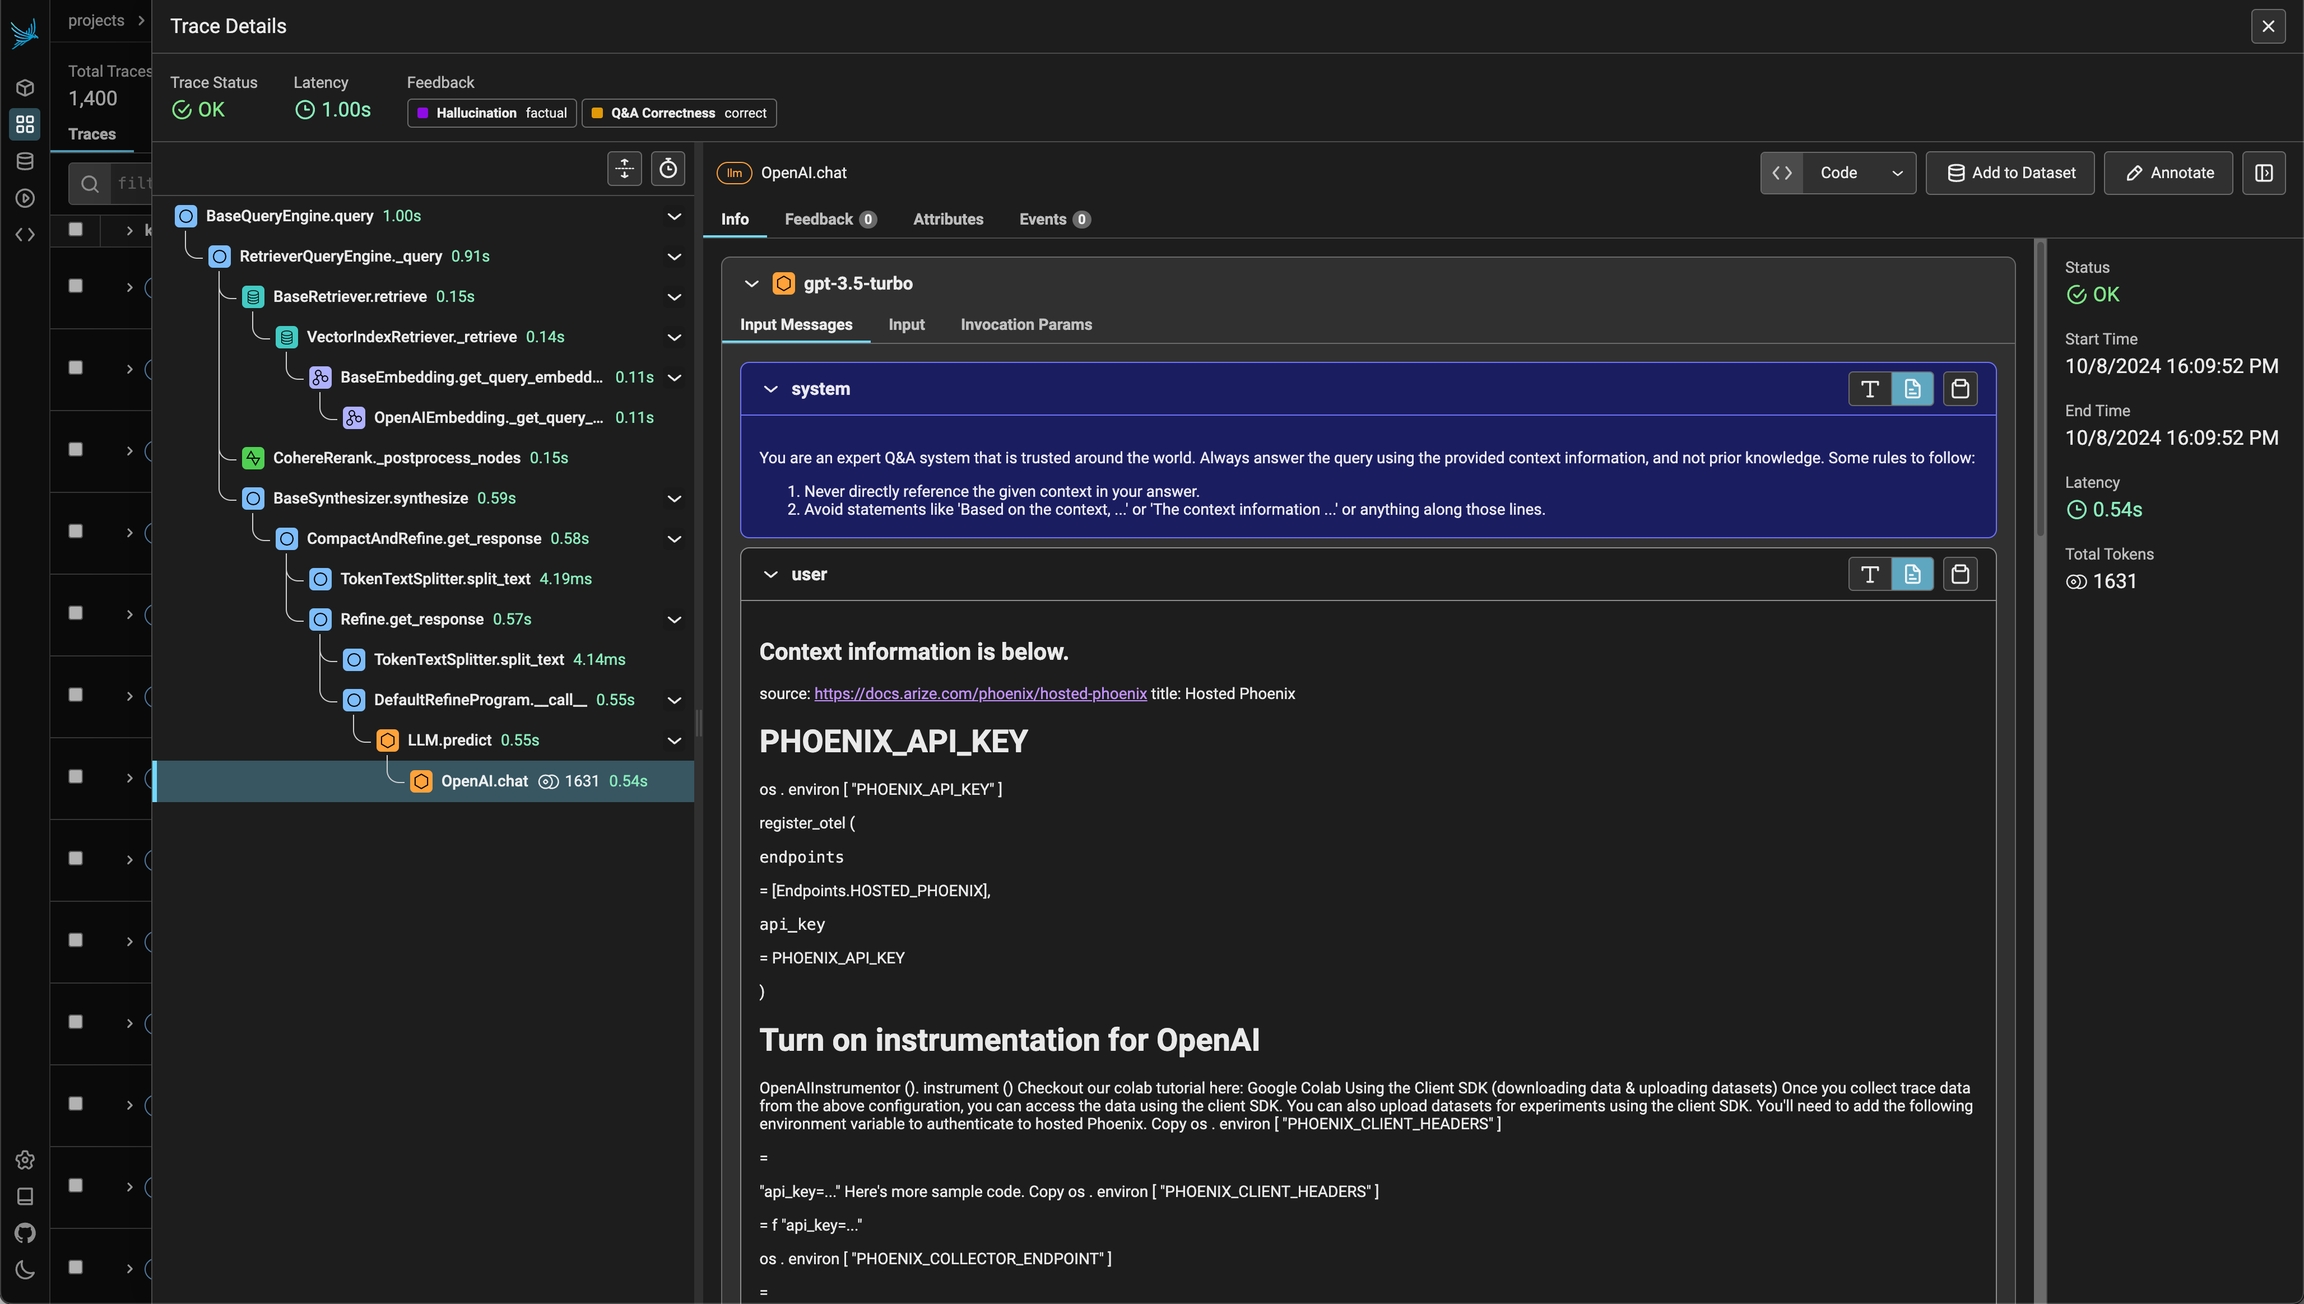 projects
Trace Details
Total Traces
1,400
Traces
Trace Status
OK
Latency
1.00s
Feedback
Hallucination factual
Q&A Correctness correct
BaseQueryEngine.query 1.00s
RetrieverQueryEngine._query 0.91s
BaseRetriever.retrieve 0.15s
VectorIndexRetriever._retrieve 0.14s
BaseEmbedding.get_query_embedd... 0.11s
OpenAIEmbedding._get_query_... 0.11s
CohereRerank._postprocess_nodes 0.15s
BaseSynthesizer.synthesize 0.59s
CompactAndRefine.get_response 0.58s
TokenTextSplitter.split_text 4.19ms
Refine.get_response 0.57s
TokenTextSplitter.split_text 4.14ms
DefaultRefineProgram.__call__ 0.55s
LLM.predict 0.55s
OpenAI.chat 1631 0.54s
llm OpenAI.chat
Code
Add to Dataset
Annotate
Info
Feedback 0
Attributes
Events 0
gpt-3.5-turbo
Input Messages
Input
Invocation Params
system
You are an expert Q&A system that is trusted around the world. Always answer the query using the provided context information, and not prior knowledge. Some rules to follow:
1. Never directly reference the given context in your answer.
2. Avoid statements like 'Based on the context, ...' or 'The context information ...' or anything along those lines.
user
Context information is below.
source: https://docs.arize.com/phoenix/hosted-phoenix title: Hosted Phoenix
PHOENIX_API_KEY
os . environ [ "PHOENIX_API_KEY" ]
register_otel (
endpoints
= [Endpoints.HOSTED_PHOENIX],
api_key
= PHOENIX_API_KEY
)
Turn on instrumentation for OpenAI
OpenAIInstrumentor (). instrument () Checkout our colab tutorial here: Google Colab Using the Client SDK (downloading data & uploading datasets) Once you collect trace data
from the above configuration, you can access the data using the client SDK. You can also upload datasets for experiments using the client SDK. You'll need to add the following
environment variable to authenticate to hosted Phoenix. Copy os . environ [ "PHOENIX_CLIENT_HEADERS" ]
=
"api_key=..." Here's more sample code. Copy os . environ [ "PHOENIX_CLIENT_HEADERS" ]
= f "api_key=..."
os . environ [ "PHOENIX_COLLECTOR_ENDPOINT" ]
=
Status
OK
Start Time
10/8/2024 16:09:52 PM
End Time
10/8/2024 16:09:52 PM
Latency
0.54s
Total Tokens
1631